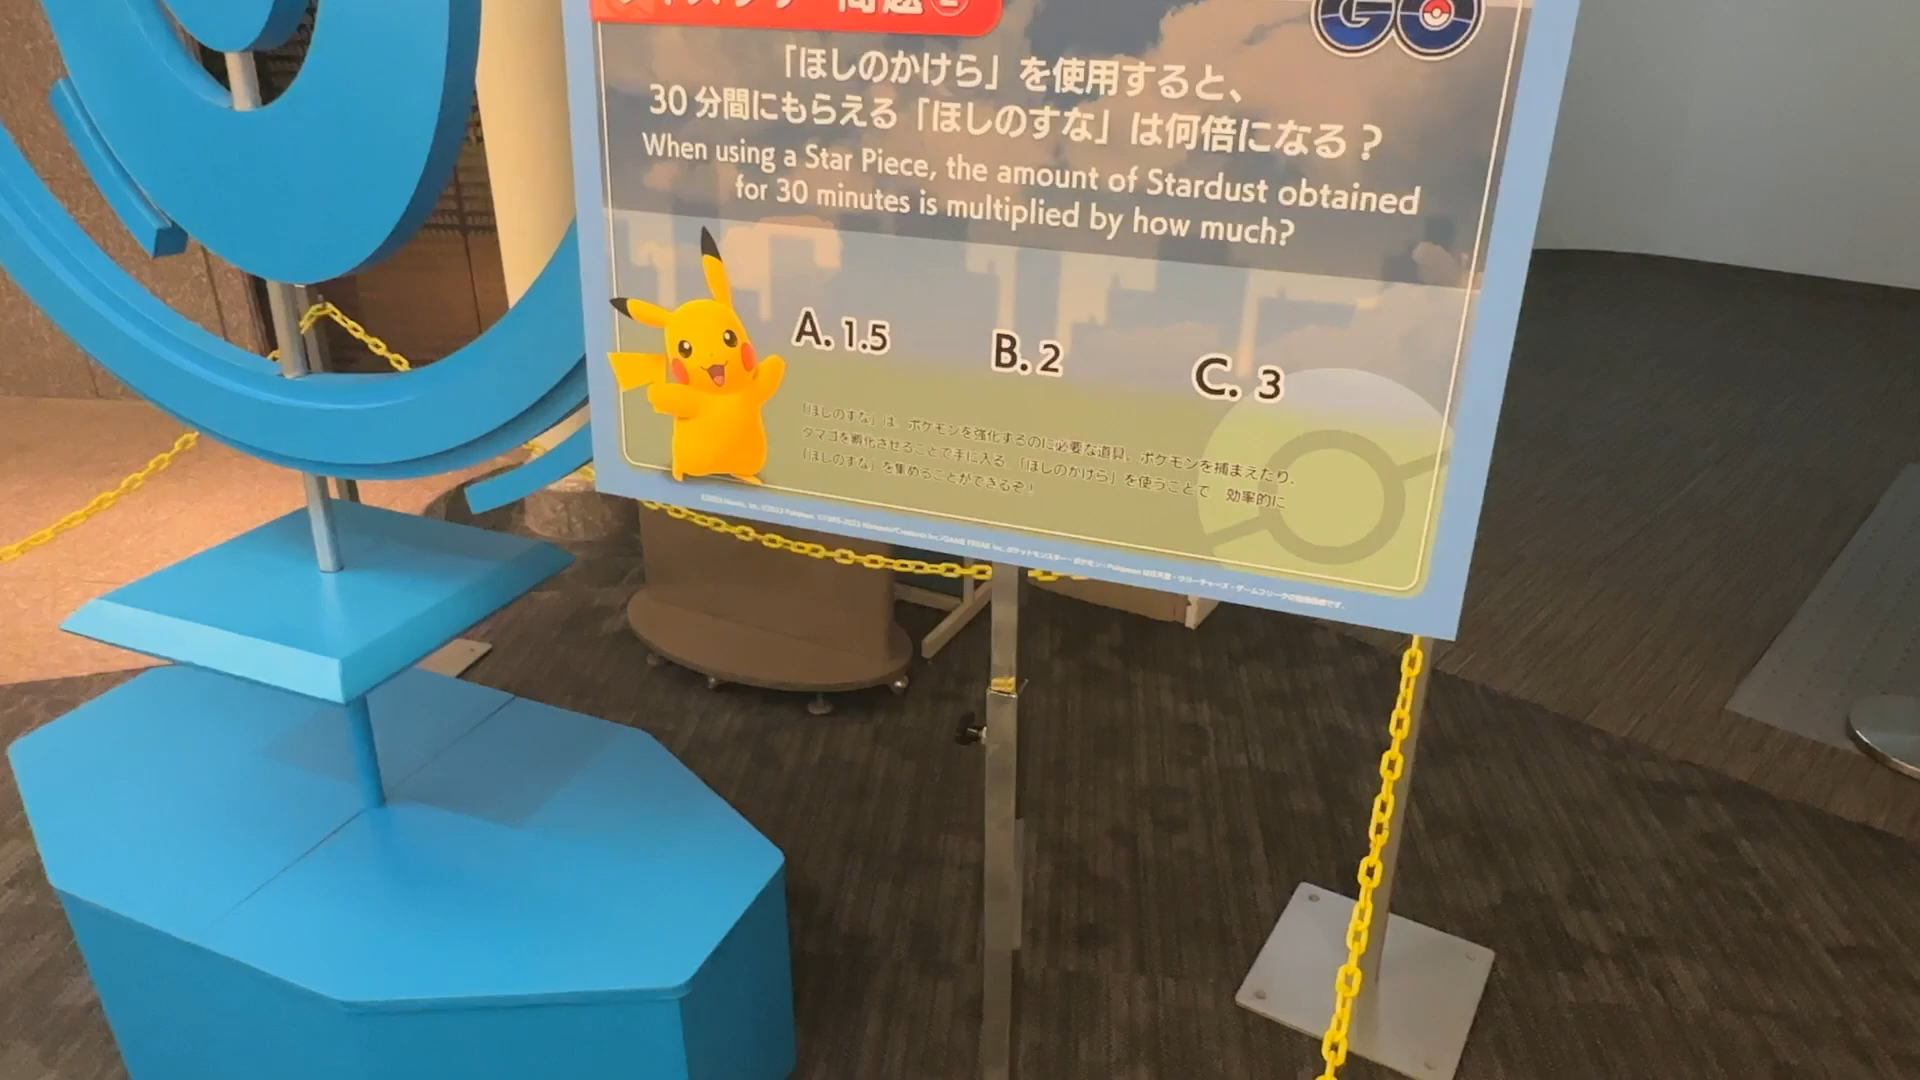 問題②
GO
「ほしのかけら」を使用すると、
30分間にもらえる「ほしのすな」は何倍になる？
When using a Star Piece, the amount of Stardust obtained
for 30 minutes is multiplied by how much?
A. 1.5
B. 2
C. 3
「ほしのすな」は、ポケモンを強化するのに必要な道具。ポケモンを捕まえたり、
タマゴを孵化させることで手に入る。「ほしのかけら」を使うことで 効率的に
「ほしのすな」を集めることができるぞ！